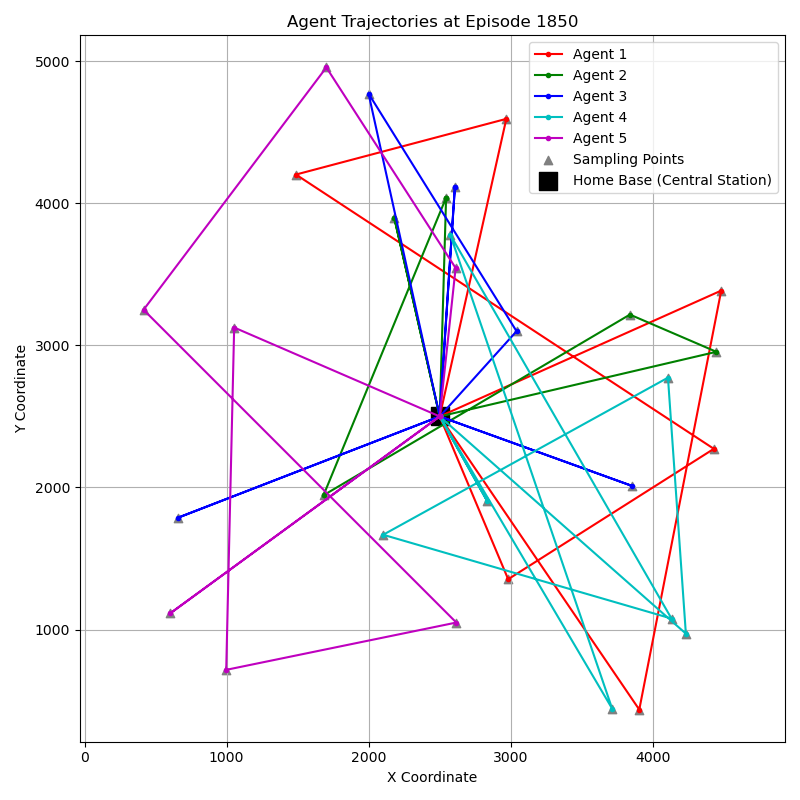 Agent Trajectories at Episode 1850
Agent 1
Agent 2
Agent 3
Agent 4
Agent 5
Sampling Points
Home Base (Central Station)
5000
4000
3000
2000
1000
Y Coordinate
0
1000
2000
3000
4000
X Coordinate